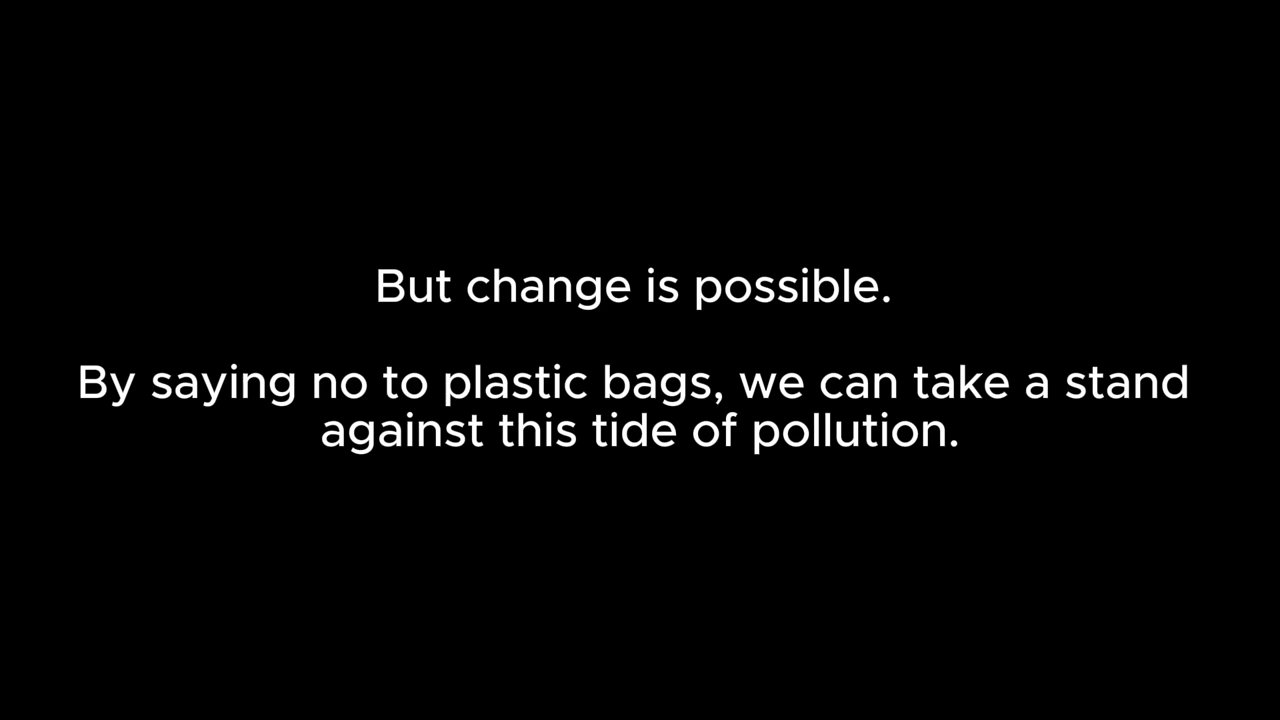 But change is possible.
By saying no to plastic bags, we can take a stand
against this tide of pollution.